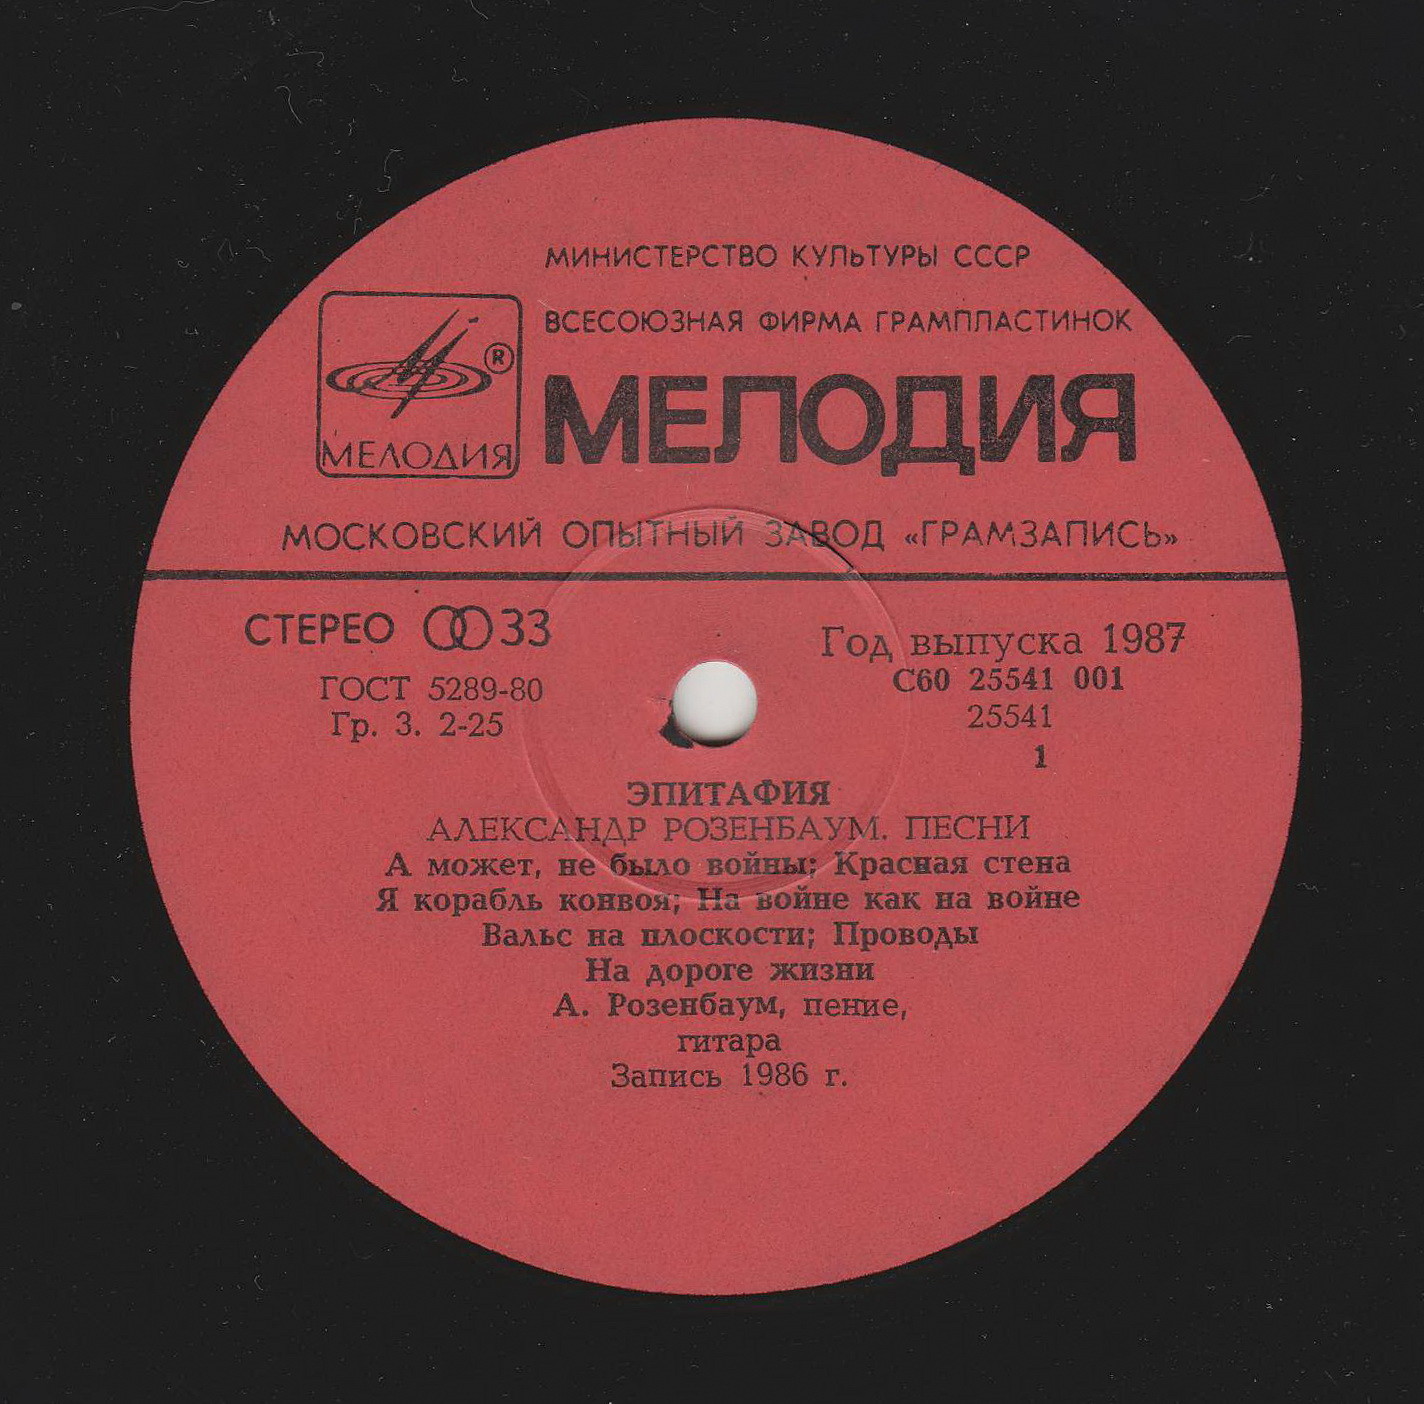 МИНИСТЕРСТВО КУЛЬТУРЫ СССР
ВСЕСОЮЗНАЯ ФИРМА ГРАМПЛАСТИНОК
®
МЕЛОДИЯ
МЕЛОДИЯ
МОСКОВСКИЙ ОПЫТНЫЙ ЗАВОД «ГРАМЗАПИСЬ»
СТЕРЕО 33
ГОСТ 5289-80
Гр. 3. 2-25
Год выпуска 1987
С60 25541 001
25541
1
ЭПИТАФИЯ
АЛЕКСАНДР РОЗЕНБАУМ. ПЕСНИ
А может, не было войны; Красная стена
Я корабль конвоя; На войне как на войне
Вальс на плоскости; Проводы
На дороге жизни
А. Розенбаум, пение,
гитара
Запись 1986 г.